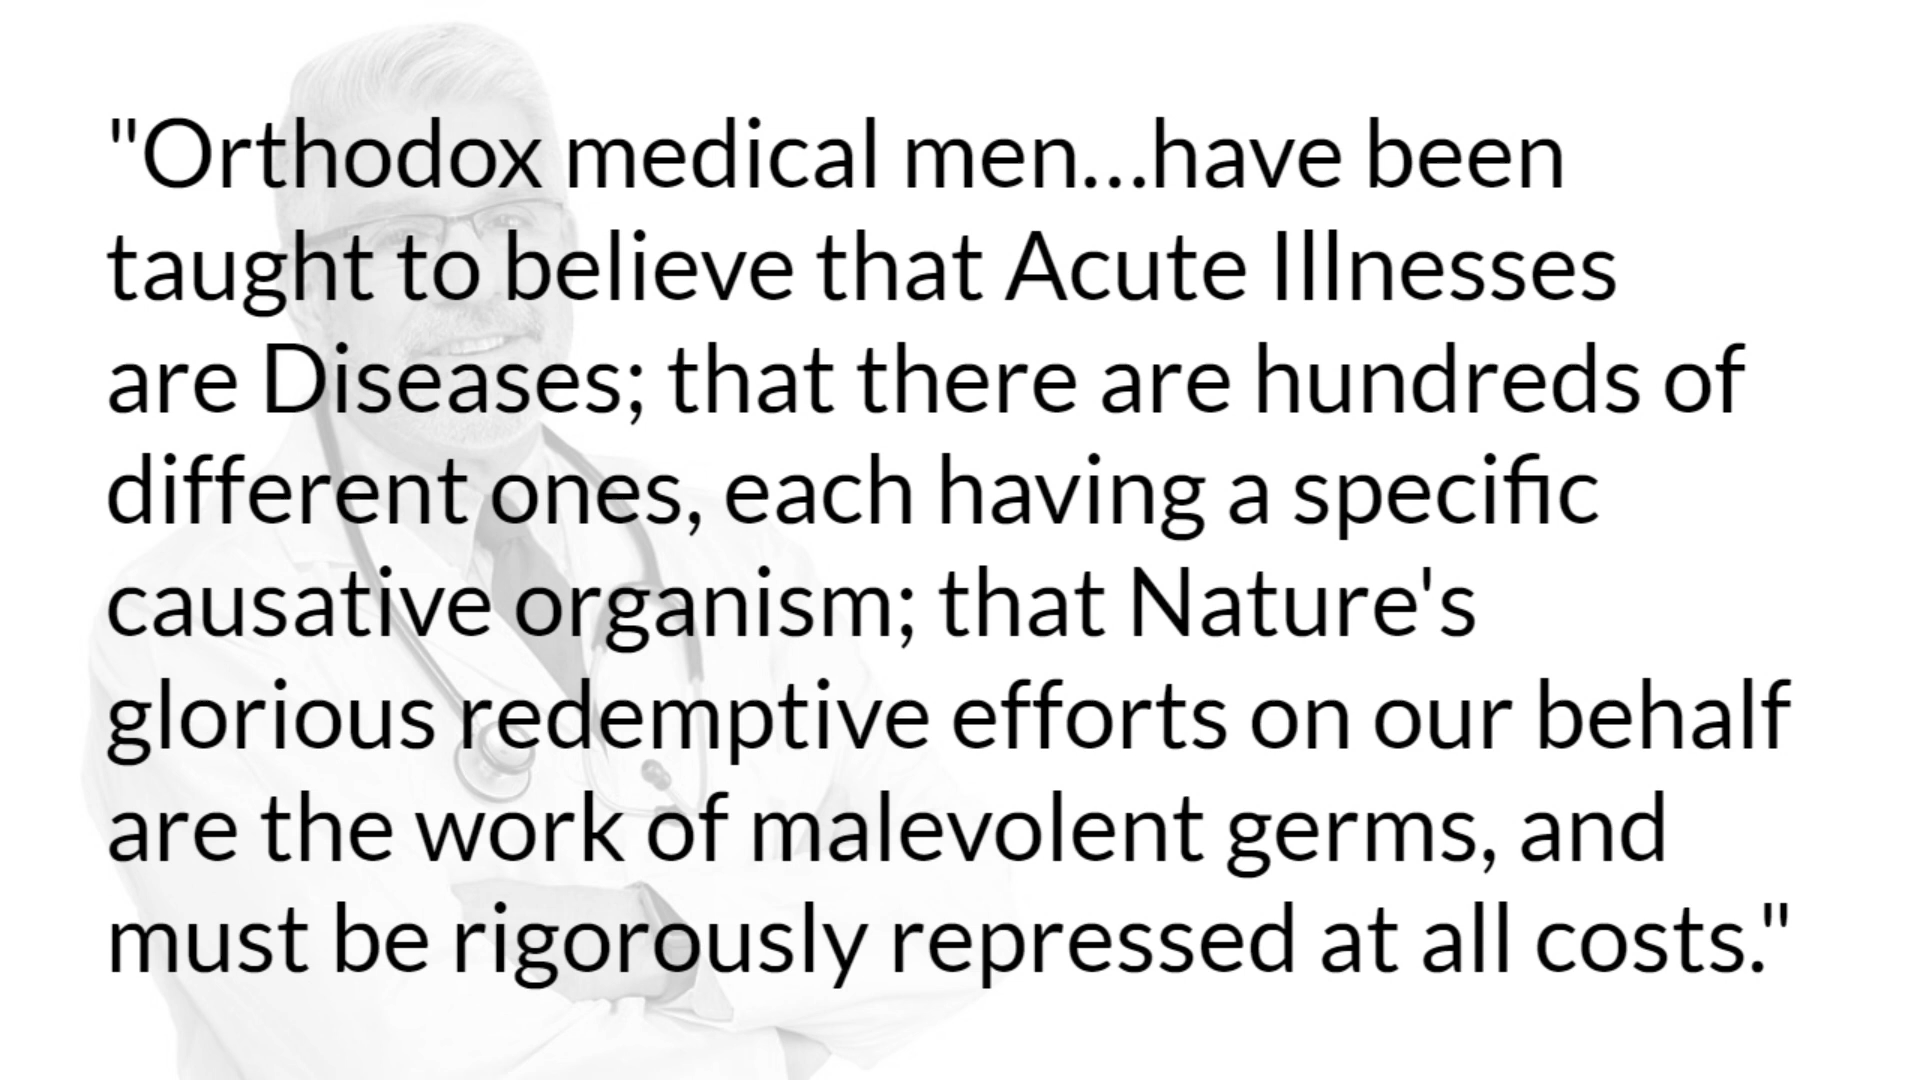 "Orthodox medical men...have been
taught to believe that Acute Illnesses
are Diseases; that there are hundreds of
different ones, each having a specific
causative organism; that Nature's
glorious redemptive efforts on our behalf
are the work of malevolent germs, and
must be rigorously repressed at all costs."